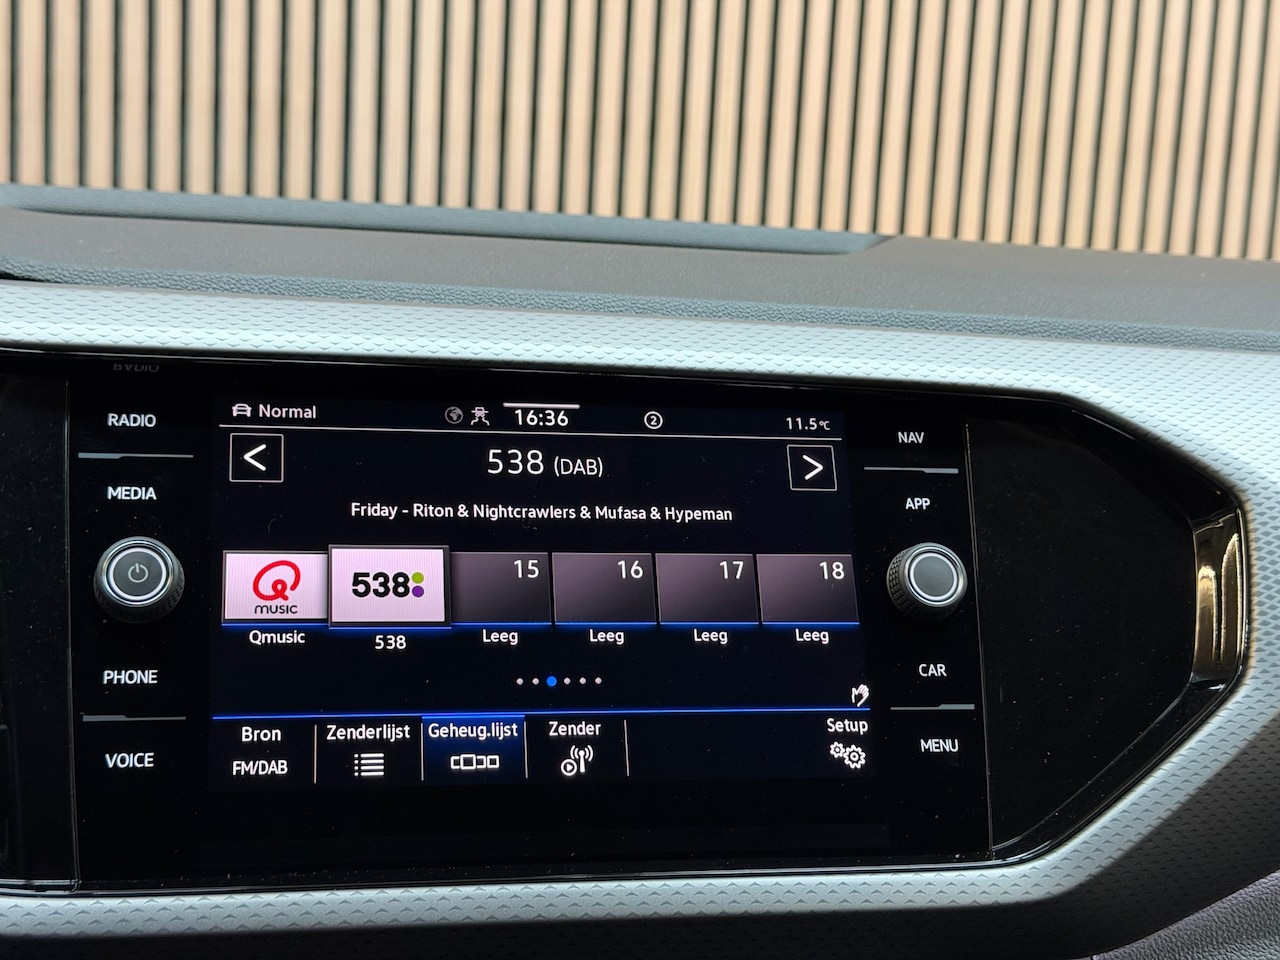 RADIO
MEDIA
PHONE
VOICE
Normal
16:36
2
11.5°C
<
538 (DAB)
>
Friday - Riton & Nightcrawlers & Mufasa & Hypeman
Q MUSIC
538
15
16
17
18
Qmusic
538
Leeg
Leeg
Leeg
Leeg
Bron
FM/DAB
Zenderlijst
Geheug.lijst
Zender
Setup
NAV
APP
CAR
MENU